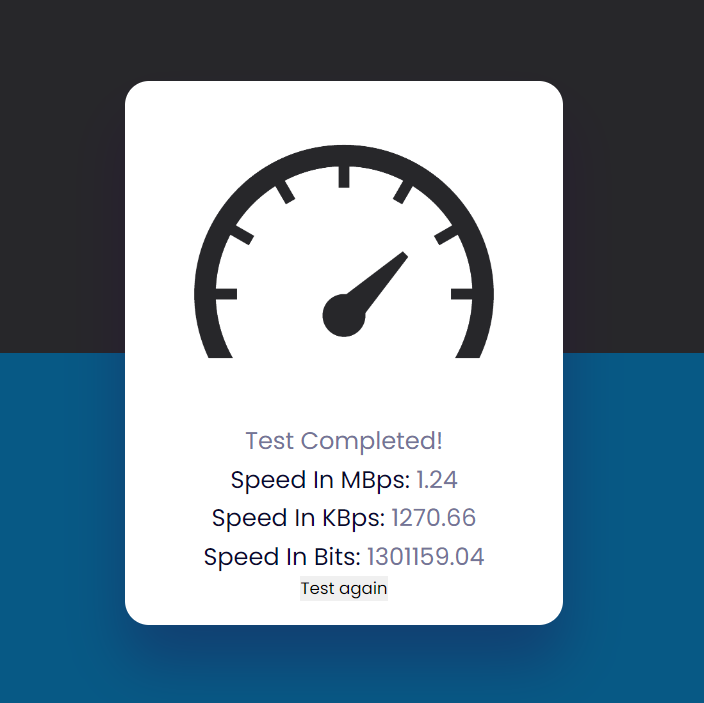 Test Completed!
Speed In MBps: 1.24
Speed In KBps: 1270.66
Speed In Bits: 1301159.04
Test again